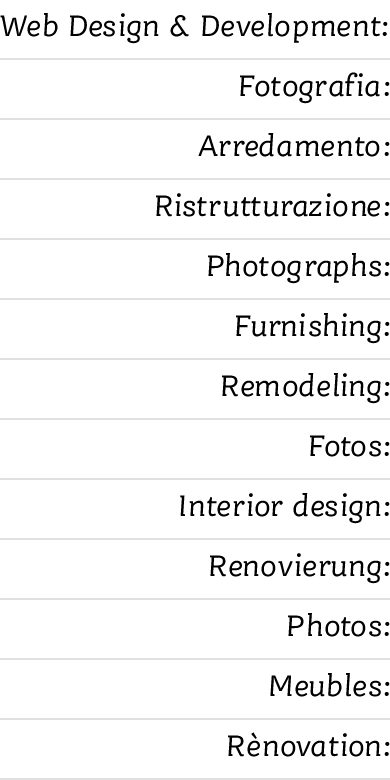 Web Design & Development:
Fotografia:
Arredamento:
Ristrutturazione:
Photographs:
Furnishing:
Remodeling:
Fotos:
Interior design:
Renovierung:
Photos:
Meubles:
Rènovation: